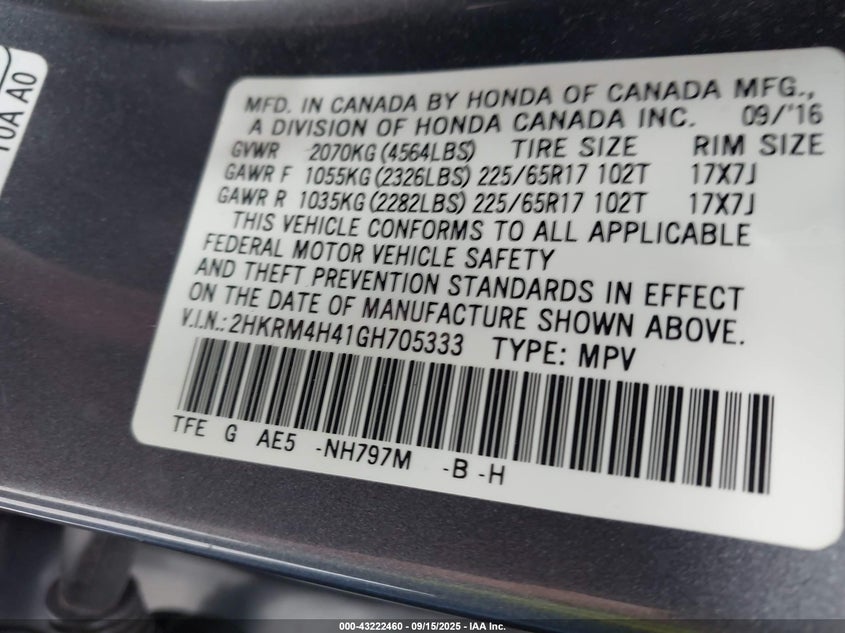 10A A0
MFD. IN CANADA BY HONDA OF CANADA MFG.,
A DIVISION OF HONDA CANADA INC. 09/'16
GVWR 2070KG (4564LBS) TIRE SIZE RIM SIZE
GAWR F 1055KG (2326LBS) 225/65R17 102T 17X7J
GAWR R 1035KG (2282LBS) 225/65R17 102T 17X7J
THIS VEHICLE CONFORMS TO ALL APPLICABLE
FEDERAL MOTOR VEHICLE SAFETY
AND THEFT PREVENTION STANDARDS IN EFFECT
ON THE DATE OF MANUFACTURE SHOWN ABOVE.
V.I.N.: 2HKRM4H41GH705333 TYPE: MPV
TFE G AE5 -NH797M -B -H
000-43222460 - 09/15/2025 - IAA Inc.